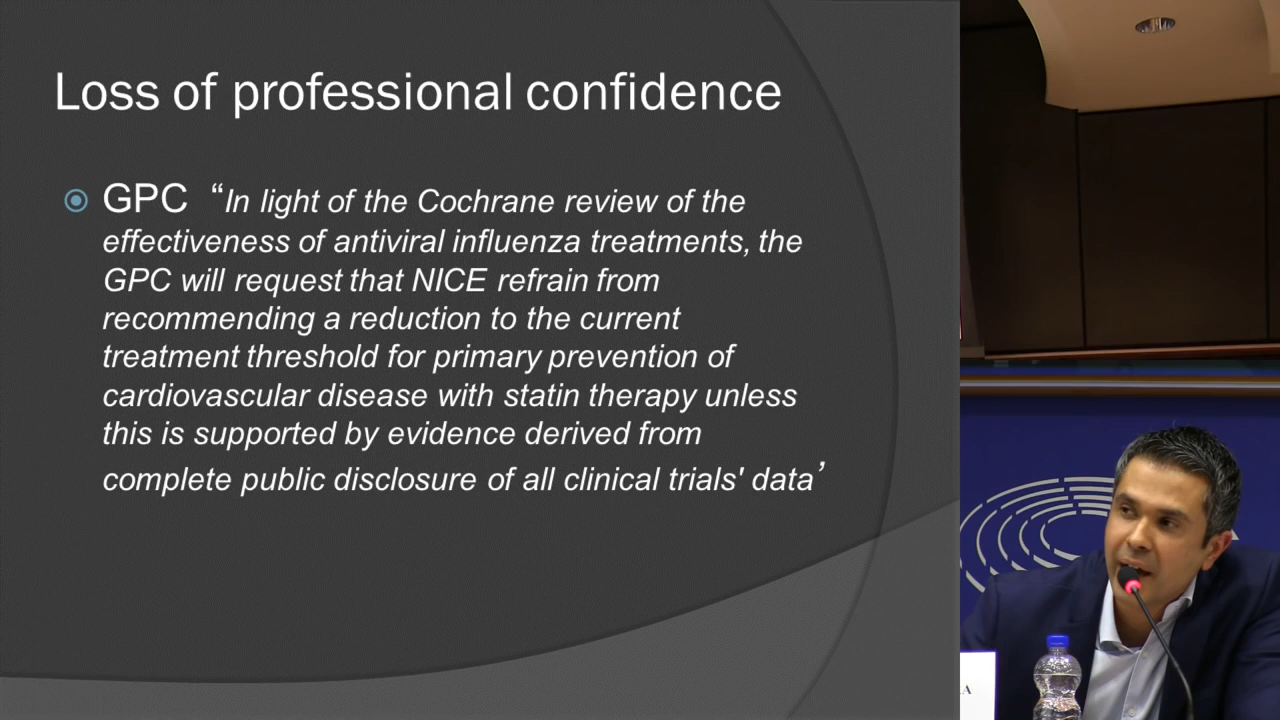 Loss of professional confidence
GPC “In light of the Cochrane review of the
effectiveness of antiviral influenza treatments, the
GPC will request that NICE refrain from
recommending a reduction to the current
treatment threshold for primary prevention of
cardiovascular disease with statin therapy unless
this is supported by evidence derived from
complete public disclosure of all clinical trials' data’